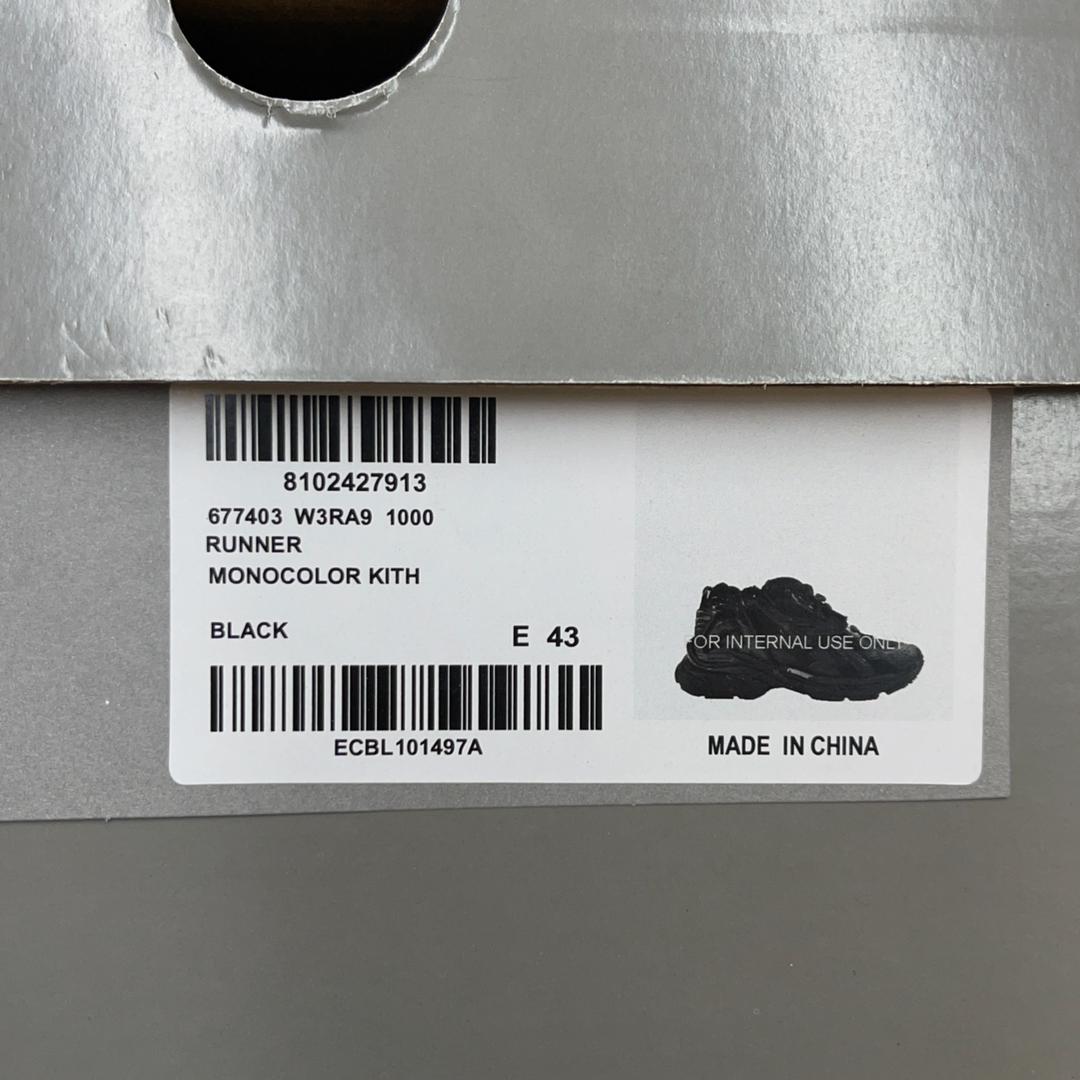 8102427913
677403 W3RA9 1000
RUNNER
MONOCOLOR KITH
BLACK E 43
ECBL101497A
FOR INTERNAL USE ONLY
MADE IN CHINA